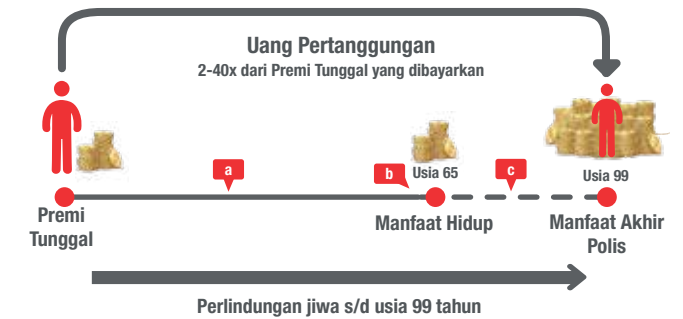 Uang Pertanggungan
2-40x dari Premi Tunggal yang dibayarkan
a
b
Usia 65
c
Usia 99
Premi
Tunggal
Manfaat Hidup
Manfaat Akhir
Polis
Perlindungan jiwa s/d usia 99 tahun